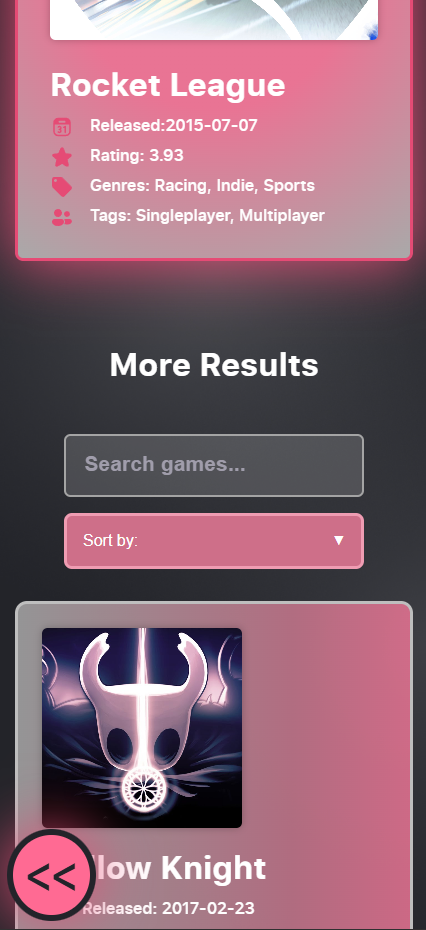 Rocket League
31
Released:2015-07-07
Rating: 3.93
Genres: Racing, Indie, Sports
Tags: Singleplayer, Multiplayer
More Results
Search games...
Sort by: ▼
llow Knight
Released: 2017-02-23
<<